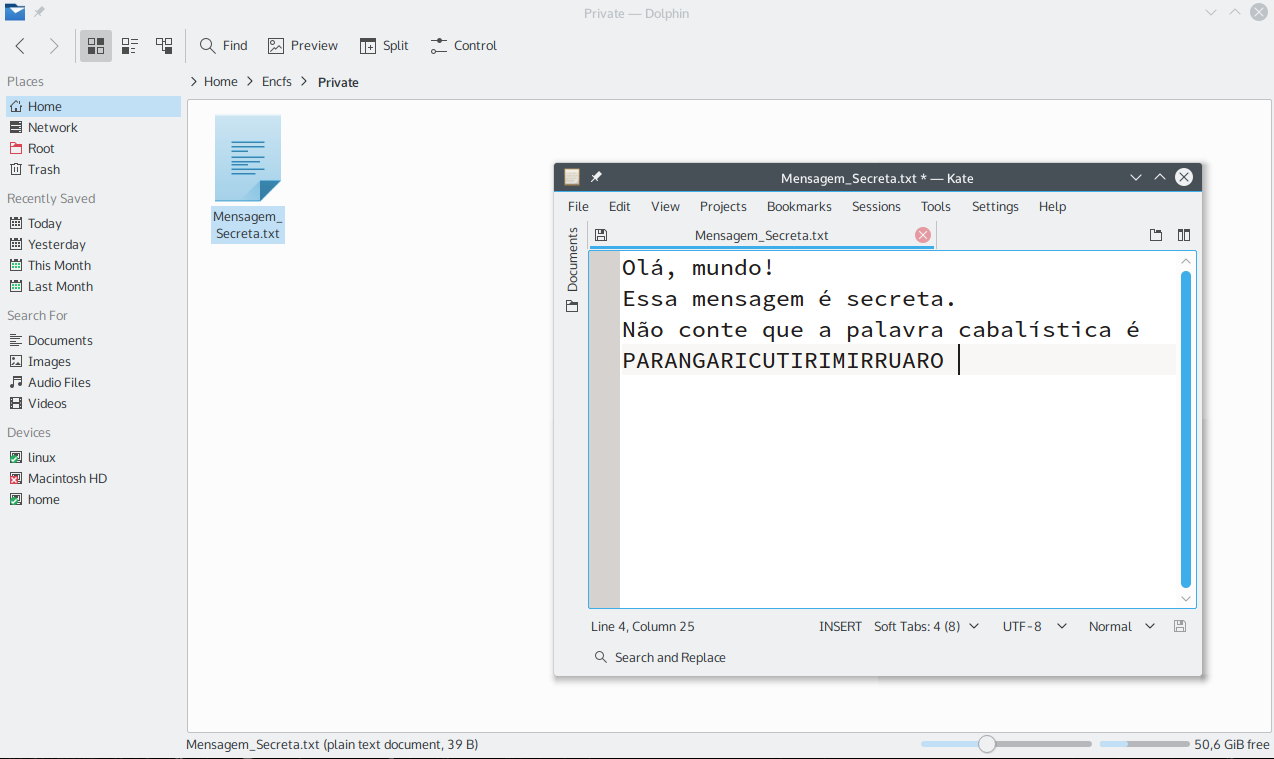 Private — Dolphin
Find
Preview
Split
Control
Places
Home
Network
Root
Trash
Recently Saved
Today
Yesterday
This Month
Last Month
Search For
Documents
Images
Audio Files
Videos
Devices
linux
Macintosh HD
home
Home
Encfs
Private
Mensagem_
Secreta.txt
Mensagem_Secreta.txt * — Kate
File Edit View Projects Bookmarks Sessions Tools Settings Help
Documents
Mensagem_Secreta.txt
Olá, mundo!
Essa mensagem é secreta.
Não conte que a palavra cabalística é
PARANGARICUTIRIMIRRUARO
Line 4, Column 25
INSERT
Soft Tabs: 4 (8)
UTF-8
Normal
Search and Replace
Mensagem_Secreta.txt (plain text document, 39 B)
50,6 GiB free